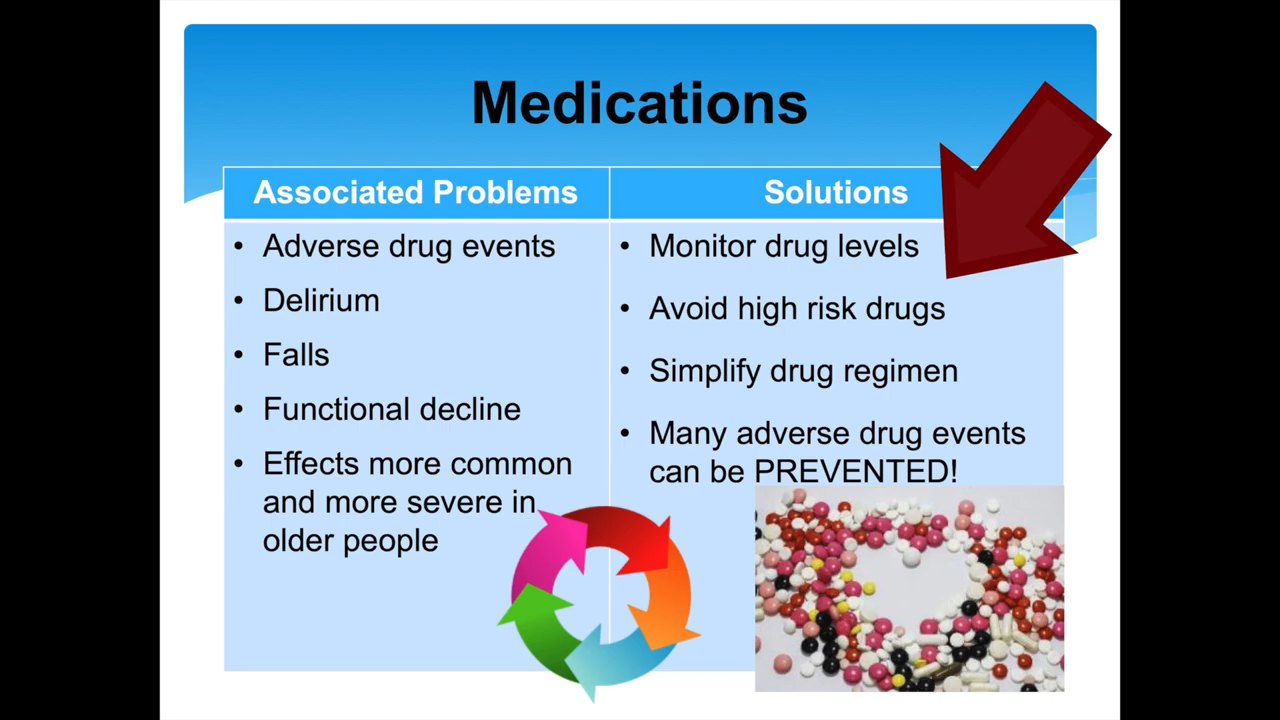 Medications
Associated Problems
Solutions
• Adverse drug events
• Delirium
• Falls
• Functional decline
• Effects more common
and more severe in
older people
• Monitor drug levels
• Avoid high risk drugs
• Simplify drug regimen
• Many adverse drug events
can be PREVENTED!